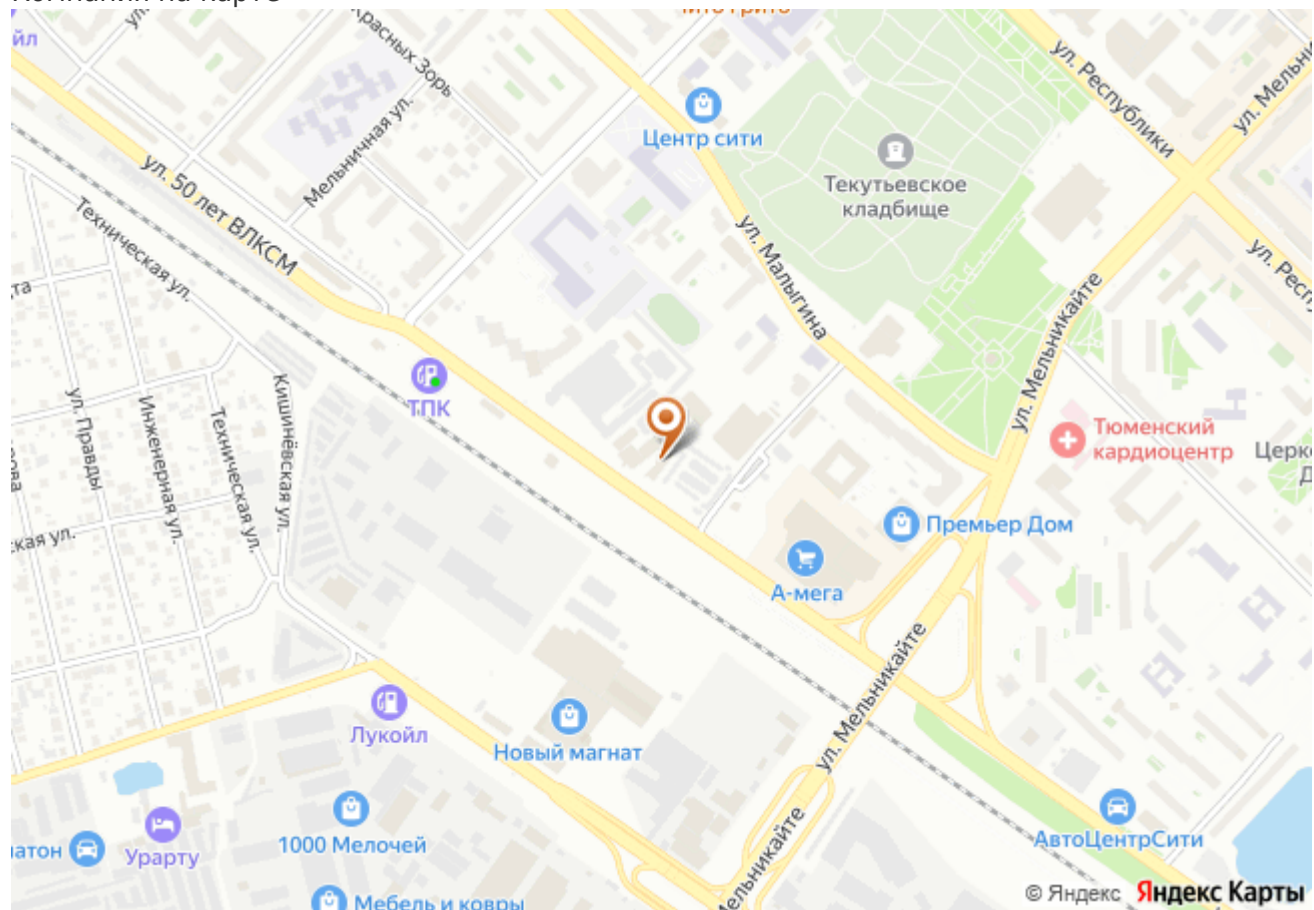 ул. Красных Зорь
ул. Республики
ул. Мельникайте
Центр сити
Мельничная ул.
Текутьевское
кладбище
ул. 50 лет ВЛКСМ
Техническая ул.
ул. Малыгина
ул. Мельникайте
ТПК
Кишинёвская ул.
ул. Правды
Инженерная ул.
Техническая ул.
Тюменский
кардиоцентр
Премьер Дом
А-мега
ул. Мельникайте
Лукойл
Новый магнат
1000 Мелочей
Урарту
АвтоЦентрСити
Мебель и ковры
© Яндекс Яндекс Карты